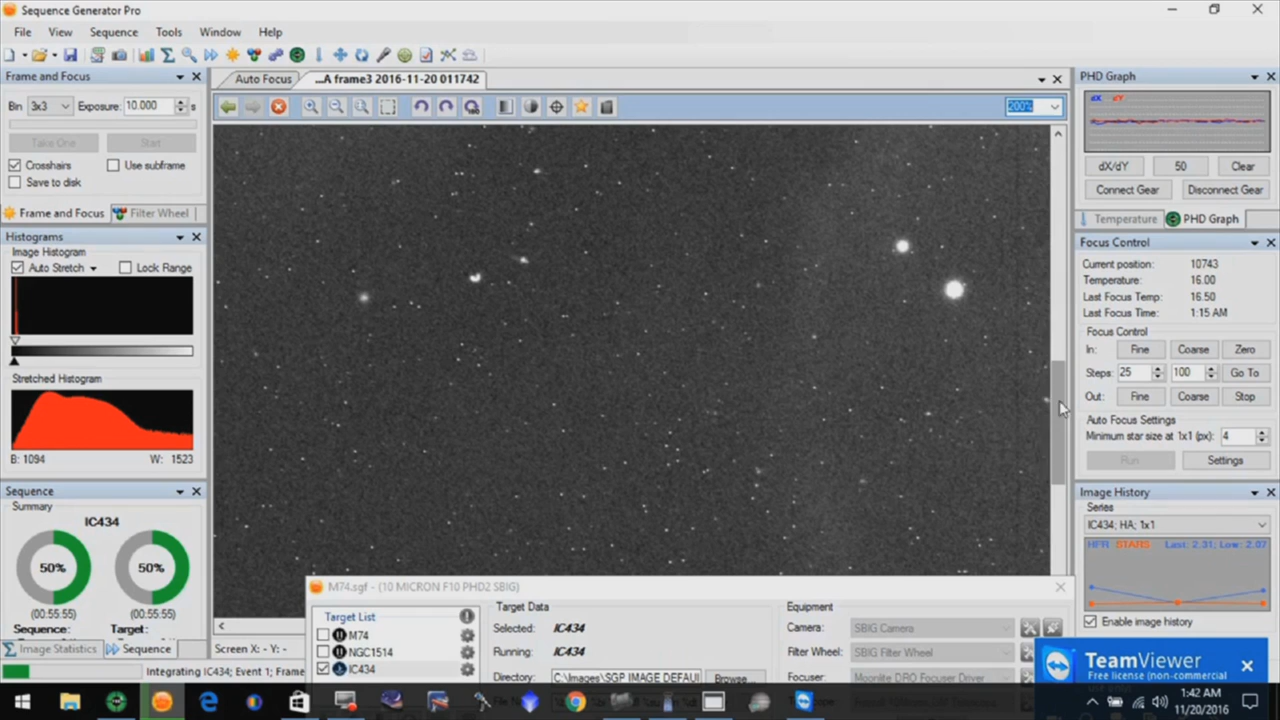 Sequence Generator Pro
File View Sequence Tools Window Help
Frame and Focus
Bin 3x3 Exposure: 10.000 s
Take One Start
Crosshairs Use subframe
Save to disk
Frame and Focus Filter Wheel
Histograms
Image Histogram
Auto Stretch Lock Range
Stretched Histogram
B: 1094 W: 1523
Sequence
Summary
IC434
50% 50%
(00:55.55) (00:55.55)
Sequence: Target:
Image Statistics Sequence
Integrating IC434; Event 1; Frame
Auto Focus ...A frame3 2016-11-20 011742
200%
Screen X: - Y: -
M74.sgf - (10 MICRON F10 PHD2 SBIG)
Target List
M74
NGC1514
IC434
Target Data
Selected: IC434
Running: IC434
Directory: C:\Images\SGP IMAGE DEFAUI Browse
Equipment
Camera: SBIG Camera
Filter Wheel: SBIG Filter Wheel
Focuser: Moonlite DRO Focuser Driver
PHD Graph
dX/dY 50 Clear
Connect Gear Disconnect Gear
Temperature PHD Graph
Focus Control
Current position: 10743
Temperature: 16.00
Last Focus Temp: 16.50
Last Focus Time: 1:15 AM
Focus Control
In: Fine Coarse Zero
Steps: 25 100 Go To
Out: Fine Coarse Stop
Auto Focus Settings
Minimum star size at 1x1 (px): 4
Run Settings
Image History
Series
IC434; HA; 1x1
HFR STARS Last: 2.31; Low: 2.07
Enable image history
TeamViewer
Free license (non-commercial
1:42 AM
11/20/2016